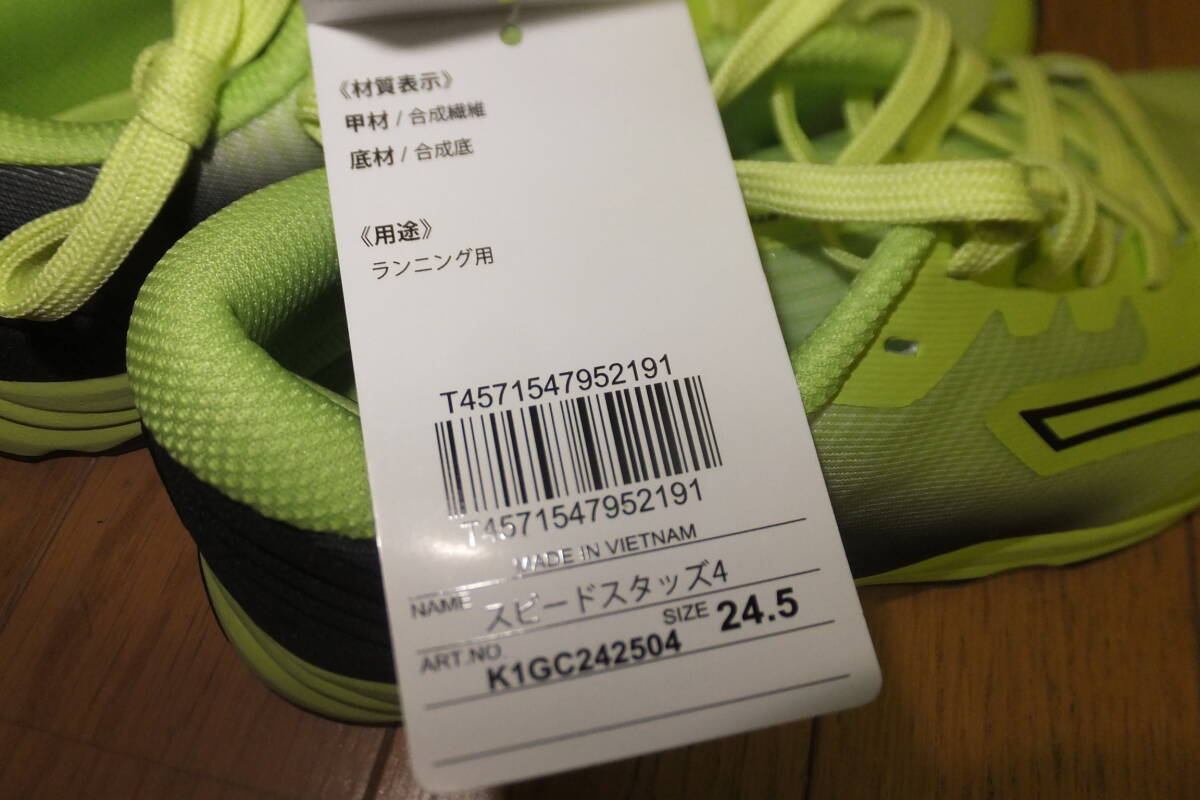 《材質表示》
甲材 / 合成繊維
底材 / 合成底
《用途》
ランニング用
T4571547952191
T4571547952191
MADE IN VIETNAM
NAME スピードスタッズ4
ART.NO. SIZE 24.5
K1GC242504